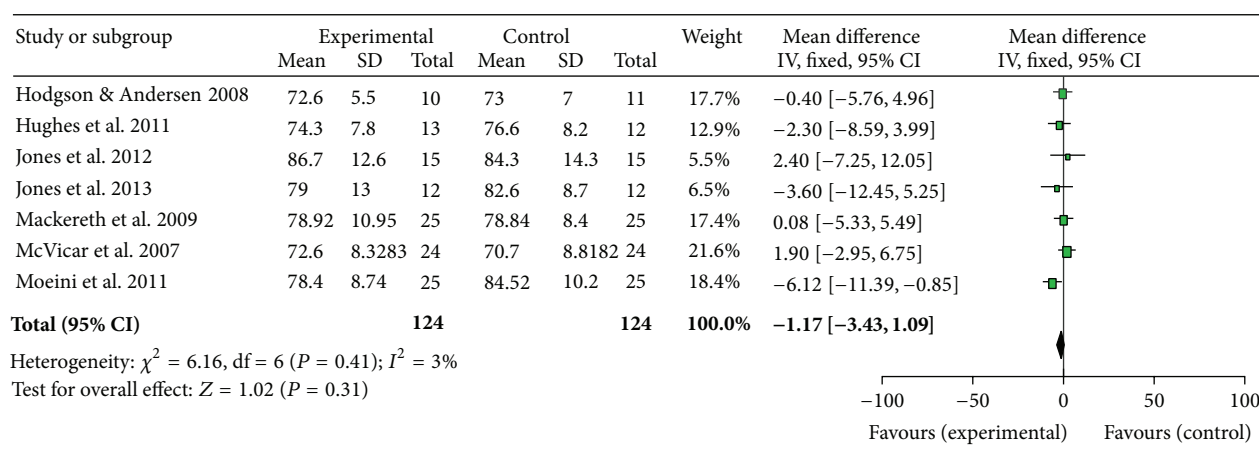 Study or subgroup Experimental Control Weight Mean difference Mean difference
Mean SD Total Mean SD Total IV, fixed, 95% CI IV, fixed, 95% CI
Hodgson & Andersen 2008 72.6 5.5 10 73 7 11 17.7% −0.40 [−5.76, 4.96]
Hughes et al. 2011 74.3 7.8 13 76.6 8.2 12 12.9% −2.30 [−8.59, 3.99]
Jones et al. 2012 86.7 12.6 15 84.3 14.3 15 5.5% 2.40 [−7.25, 12.05]
Jones et al. 2013 79 13 12 82.6 8.7 12 6.5% −3.60 [−12.45, 5.25]
Mackereth et al. 2009 78.92 10.95 25 78.84 8.4 25 17.4% 0.08 [−5.33, 5.49]
McVicar et al. 2007 72.6 8.3283 24 70.7 8.8182 24 21.6% 1.90 [−2.95, 6.75]
Moeini et al. 2011 78.4 8.74 25 84.52 10.2 25 18.4% −6.12 [−11.39, −0.85]
Total (95% CI) 124 124 100.0% −1.17 [−3.43, 1.09]
Heterogeneity: χ² = 6.16, df = 6 (P = 0.41); I² = 3%
Test for overall effect: Z = 1.02 (P = 0.31)
−100 −50 0 50 100
Favours (experimental) Favours (control)